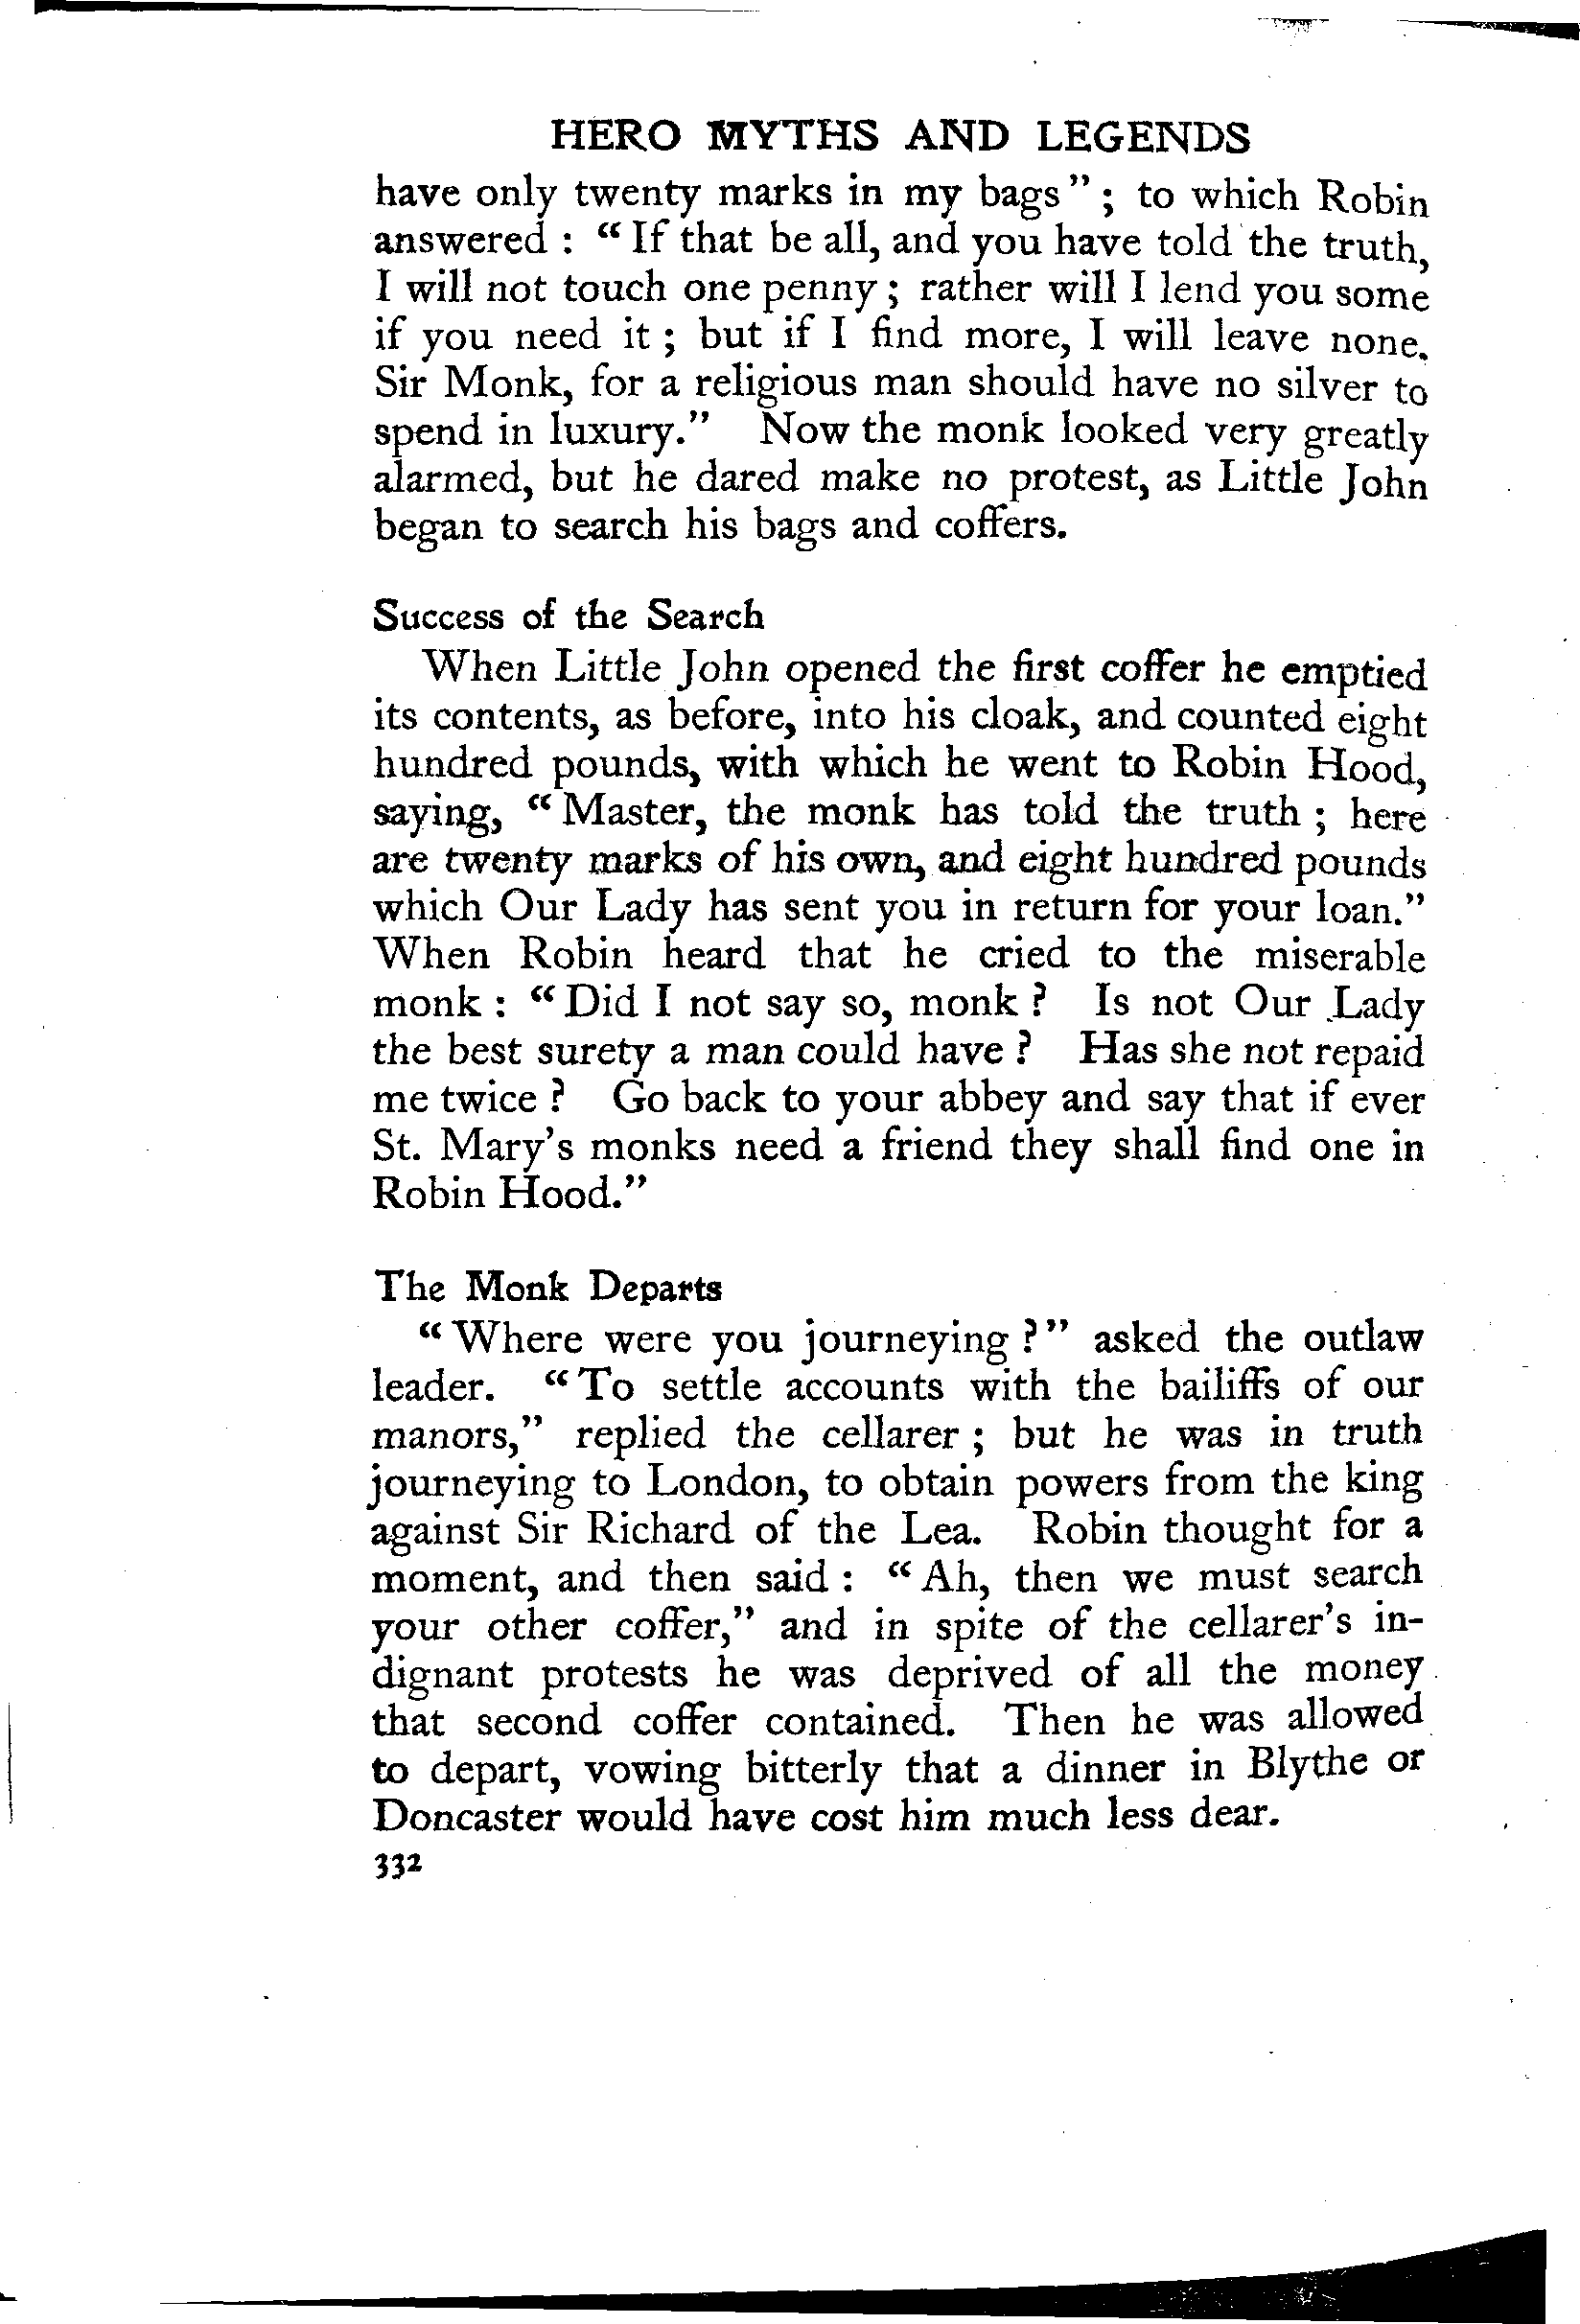 HERO MYTHS AND LEGENDS
have only twenty marks in my bags" ; to which Robin
answered : "If that be all, and you have told the truth,
I will not touch one penny ; rather will I lend you some
if you need it ; but if I find more, I will leave none.
Sir Monk, for a religious man should have no silver to
spend in luxury." Now the monk looked very greatly
alarmed, but he dared make no protest, as Little John
began to search his bags and coffers.
Success of the Search
When Little John opened the first coffer he emptied
its contents, as before, into his cloak, and counted eight
hundred pounds, with which he went to Robin Hood,
saying, "Master, the monk has told the truth ; here
are twenty marks of his own, and eight hundred pounds
which Our Lady has sent you in return for your loan."
When Robin heard that he cried to the miserable
monk : "Did I not say so, monk ? Is not Our Lady
the best surety a man could have ? Has she not repaid
me twice ? Go back to your abbey and say that if ever
St. Mary's monks need a friend they shall find one in
Robin Hood."
The Monk Departs
"Where were you journeying ?" asked the outlaw
leader. "To settle accounts with the bailiffs of our
manors," replied the cellarer ; but he was in truth
journeying to London, to obtain powers from the king
against Sir Richard of the Lea. Robin thought for a
moment, and then said : "Ah, then we must search
your other coffer," and in spite of the cellarer's in-
dignant protests he was deprived of all the money
that second coffer contained. Then he was allowed
to depart, vowing bitterly that a dinner in Blythe or
Doncaster would have cost him much less dear.
332